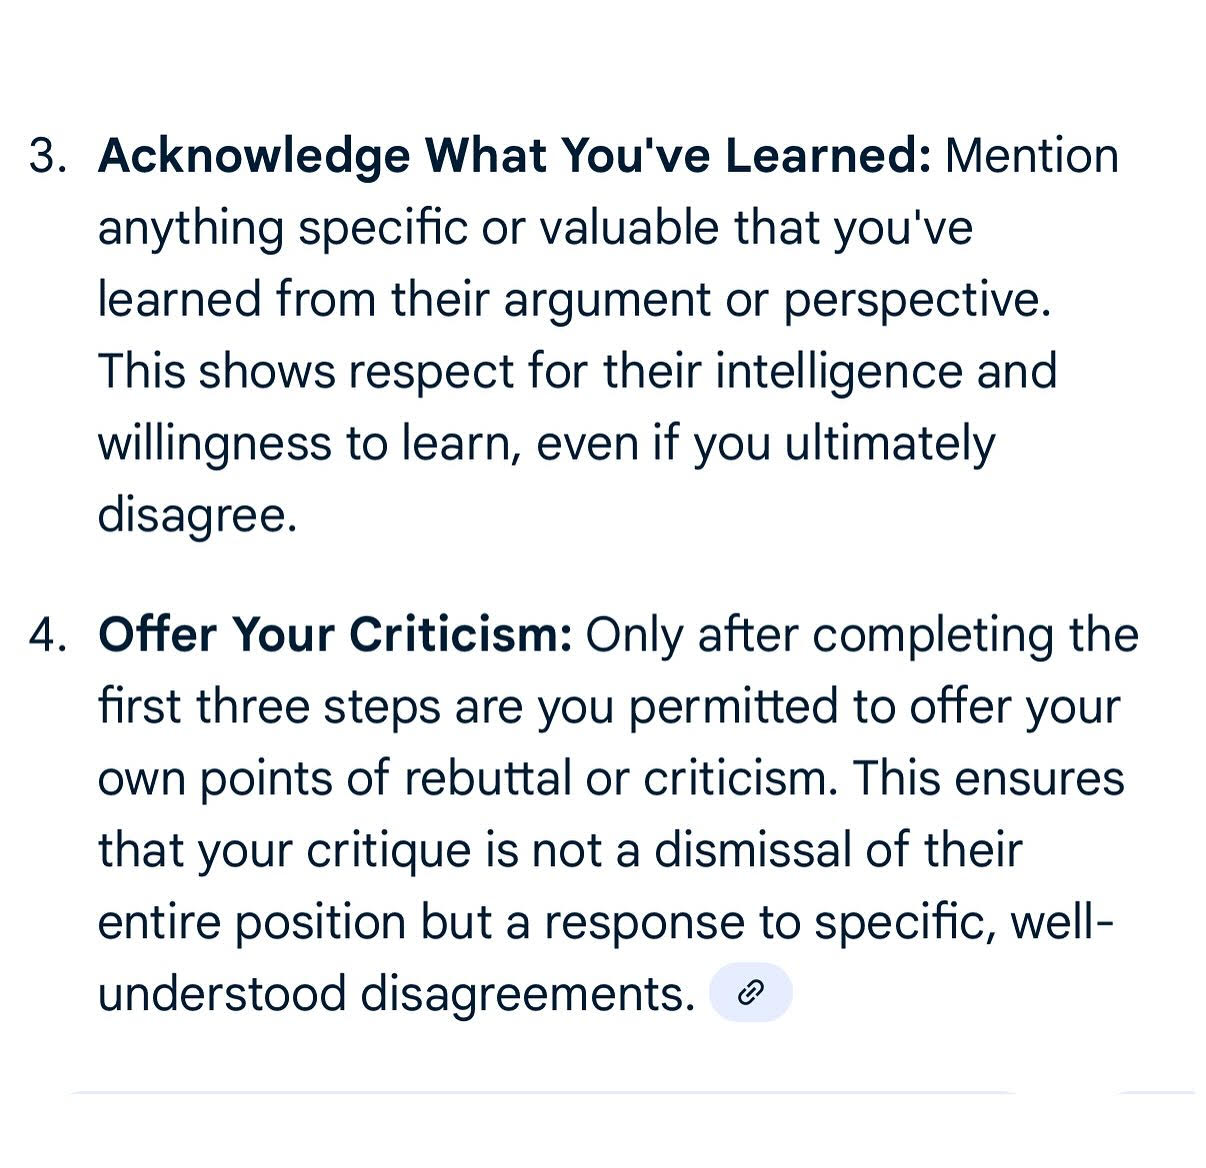 3. Acknowledge What You've Learned: Mention
anything specific or valuable that you've
learned from their argument or perspective.
This shows respect for their intelligence and
willingness to learn, even if you ultimately
disagree.
4. Offer Your Criticism: Only after completing the
first three steps are you permitted to offer your
own points of rebuttal or criticism. This ensures
that your critique is not a dismissal of their
entire position but a response to specific, well-
understood disagreements.